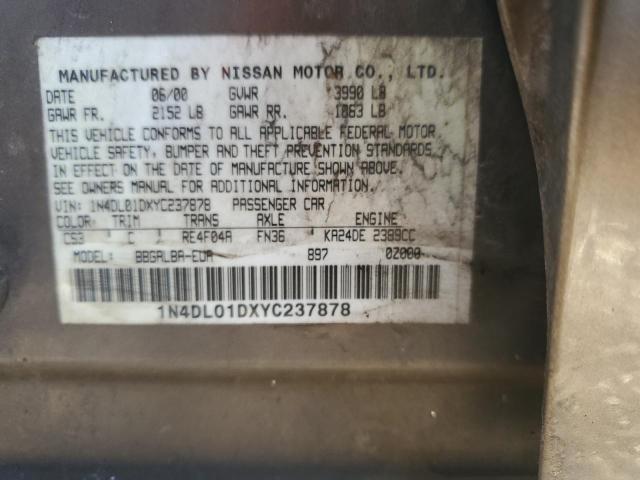 MANUFACTURED BY NISSAN MOTOR CO., LTD.
DATE 06/00 GVWR 3990 LB
GAWR FR. 2152 LB GAWR RR. 1863 LB
THIS VEHICLE CONFORMS TO ALL APPLICABLE FEDERAL MOTOR
VEHICLE SAFETY, BUMPER AND THEFT PREVENTION STANDARDS
IN EFFECT ON THE DATE OF MANUFACTURE SHOWN ABOVE.
SEE OWNERS MANUAL FOR ADDITIONAL INFORMATION.
VIN: 1N4DL01DXYC237878 PASSENGER CAR
COLOR TRIM TRANS AXLE ENGINE
CS3 C RE4F04A FN36 KA24DE 2389CC
MODEL: BBGALBA-EUA 897 0Z000
1N4DL01DXYC237878